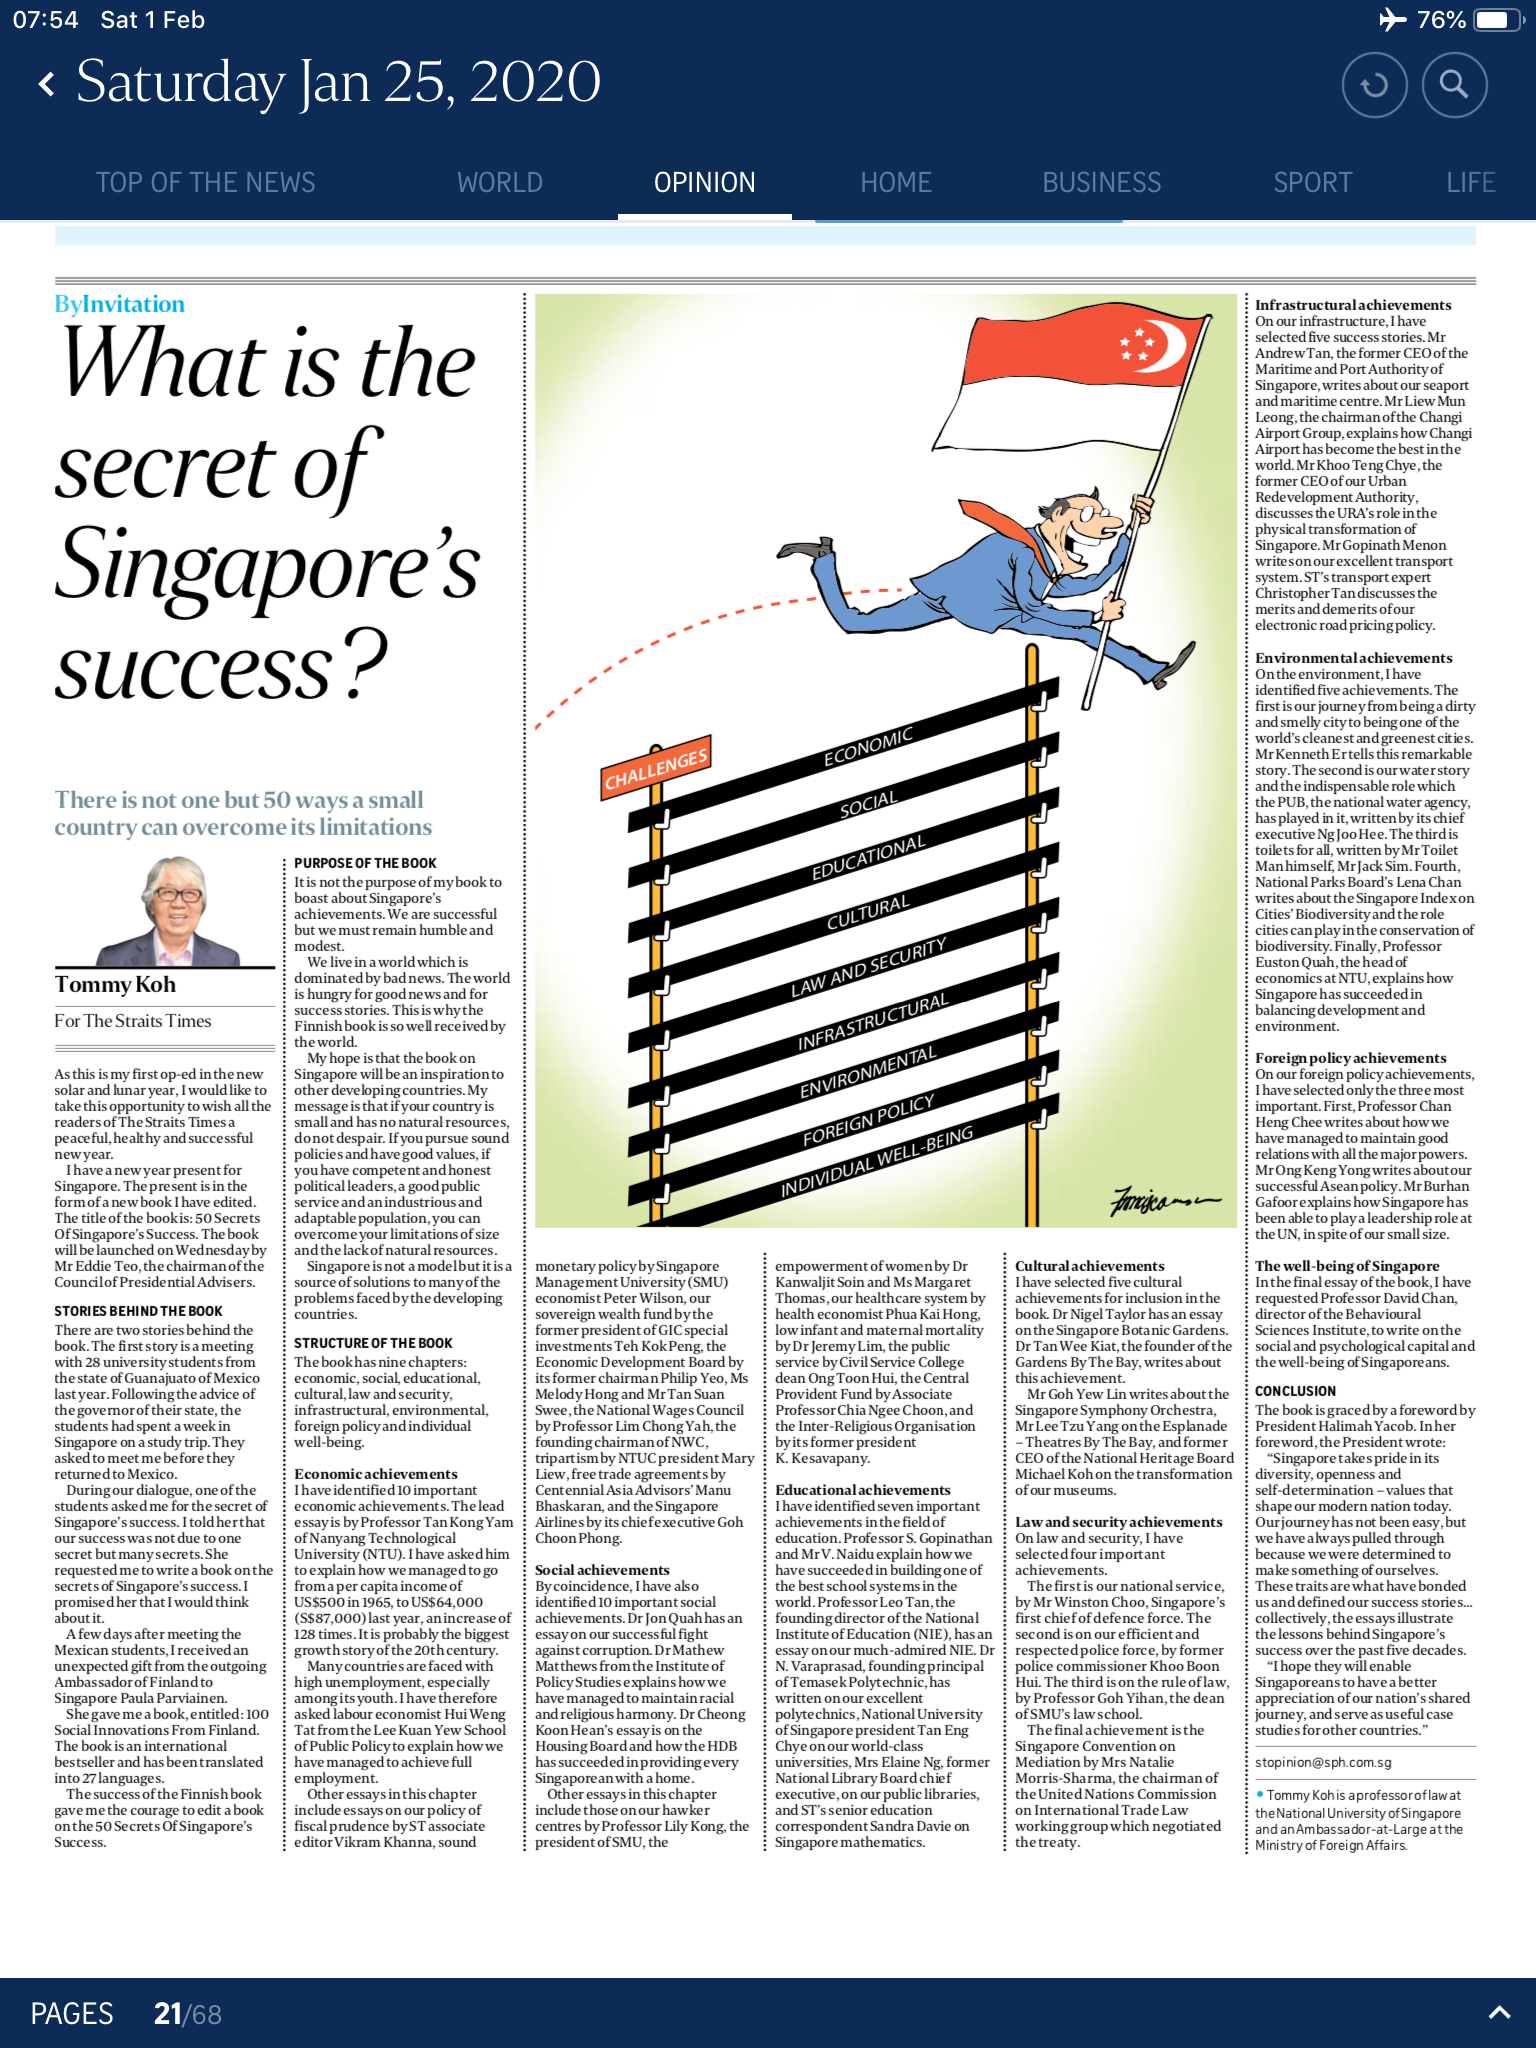 07:54 Sat 1 Feb
76%
Saturday Jan 25, 2020
TOP OF THE NEWS
WORLD
OPINION
HOME
BUSINESS
SPORT
LIFE
ByInvitation
What is the
secret of
Singapore's
success?
There is not one but 50 ways a small
country can overcome its limitations
Tommy Koh
For The Straits Times
As this is my first op-ed in the new
solar and lunar year, I would like to
take this opportunity to wish all the
readers of The Straits Times a
peaceful, healthy and successful
new year.
I have a new year present for
Singapore. The present is in the
form of a new book I have edited.
The title of the book is: 50 Secrets
Of Singapore's Success. The book
will be launched on Wednesday by
Mr Eddie Teo, the chairman of the
Council of Presidential Advisers.
STORIES BEHIND THE BOOK
There are two stories behind the
book. The first story is a meeting
with 28 university students from
the state of Guanajuato of Mexico
last year. Following the advice of
the governor of their state, the
students had spent a week in
Singapore on a study trip. They
asked to meet me before they
returned to Mexico.
During our dialogue, one of the
students asked me for the secret of
Singapore's success. I told her that
our success was not due to one
secret but many secrets. She
requested me to write a book on the
secrets of Singapore's success. I
promised her that I would think
about it.
A few days after meeting the
Mexican students, I received an
unexpected gift from the outgoing
Ambassador of Finland to
Singapore Paula Parviainen.
She gave me a book, entitled: 100
Social Innovations From Finland.
The book is an international
bestseller and has been translated
into 27 languages.
The success of the Finnish book
gave me the courage to edit a book
on the 50 Secrets Of Singapore's
Success.
PURPOSE OF THE BOOK
It is not the purpose of my book to
boast about Singapore's
achievements. We are successful
but we must remain humble and
modest.
We live in a world which is
dominated by bad news. The world
is hungry for good news and for
success stories. This is why the
Finnish book is so well received by
the world.
My hope is that the book on
Singapore will be an inspiration to
other developing countries. My
message is that if your country is
small and has no natural resources,
do not despair. If you pursue sound
policies and have good values, if
you have competent and honest
political leaders, a good public
service and an industrious and
adaptable population, you can
overcome your limitations of size
and the lack of natural resources.
Singapore is not a model but it is a
source of solutions to many of the
problems faced by the developing
countries.
STRUCTURE OF THE BOOK
The book has nine chapters:
economic, social, educational,
cultural, law and security,
infrastructural, environmental,
foreign policy and individual
well-being.
Economic achievements
I have identified 10 important
economic achievements. The lead
essay is by Professor Tan Kong Yam
of Nanyang Technological
University (NTU). I have asked him
to explain how we managed to go
from a per capita income of
US$500 in 1965, to US$64,000
(S$87,000) last year, an increase of
128 times. It is probably the biggest
growth story of the 20th century.
Many countries are faced with
high unemployment, especially
among its youth. I have therefore
asked labour economist Hui Weng
Tat from the Lee Kuan Yew School
of Public Policy to explain how we
have managed to achieve full
employment.
Other essays in this chapter
include essays on our policy of
fiscal prudence by ST associate
editor Vikram Khanna, sound
CHALLENGES
ECONOMIC
SOCIAL
EDUCATIONAL
CULTURAL
LAW AND SECURITY
INFRASTRUCTURAL
ENVIRONMENTAL
FOREIGN POLICY
INDIVIDUAL WELL-BEING
monetary policy by Singapore
Management University (SMU)
economist Peter Wilson, our
sovereign wealth fund by the
former president of GIC special
investments Teh Kok Peng, the
Economic Development Board by
its former chairman Philip Yeo, Ms
Melody Hong and Mr Tan Suan
Swee, the National Wages Council
by Professor Lim Chong Yah, the
founding chairman of NWC,
tripartism by NTUC president Mary
Liew, free trade agreements by
Centennial Asia Advisors' Manu
Bhaskaran, and the Singapore
Airlines by its chief executive Goh
Choon Phong.
Social achievements
By coincidence, I have also
identified 10 important social
achievements. Dr Jon Quah has an
essay on our successful fight
against corruption. Dr Mathew
Matthews from the Institute of
Policy Studies explains how we
have managed to maintain racial
and religious harmony. Dr Cheong
Koon Hean's essay is on the
Housing Board and how the HDB
has succeeded in providing every
Singaporean with a home.
Other essays in this chapter
include those on our hawker
centres by Professor Lily Kong, the
president of SMU, the
empowerment of women by Dr
Kanwaljit Soin and Ms Margaret
Thomas, our healthcare system by
health economist Phua Kai Hong,
low infant and maternal mortality
by Dr Jeremy Lim, the public
service by Civil Service College
dean Ong Toon Hui, the Central
Provident Fund by Associate
Professor Chia Ngee Choon, and
the Inter-Religious Organisation
by its former president
K. Kesavapany.
Educational achievements
I have identified seven important
achievements in the field of
education. Professor S. Gopinathan
and Mr V. Naidu explain how we
have succeeded in building one of
the best school systems in the
world. Professor Leo Tan, the
founding director of the National
Institute of Education (NIE), has an
essay on our much-admired NIE. Dr
N. Varaprasad, founding principal
of Temasek Polytechnic, has
written on our excellent
polytechnics, National University
of Singapore president Tan Eng
Chye on our world-class
universities, Mrs Elaine Ng, former
National Library Board chief
executive, on our public libraries,
and ST's senior education
correspondent Sandra Davie on
Singapore mathematics.
Cultural achievements
I have selected five cultural
achievements for inclusion in the
book. Dr Nigel Taylor has an essay
on the Singapore Botanic Gardens.
Dr Tan Wee Kiat, the founder of the
Gardens By The Bay, writes about
this achievement.
Mr Goh Yew Lin writes about the
Singapore Symphony Orchestra,
Mr Lee Tzu Yang on the Esplanade
– Theatres By The Bay, and former
CEO of the National Heritage Board
Michael Koh on the transformation
of our museums.
Law and security achievements
On law and security, I have
selected four important
achievements.
The first is our national service,
by Mr Winston Choo, Singapore's
first chief of defence force. The
second is on our efficient and
respected police force, by former
police commissioner Khoo Boon
Hui. The third is on the rule of law,
by Professor Goh Yihan, the dean
of SMU's law school.
The final achievement is the
Singapore Convention on
Mediation by Mrs Natalie
Morris-Sharma, the chairman of
the United Nations Commission
on International Trade Law
working group which negotiated
the treaty.
Infrastructural achievements
On our infrastructure, I have
selected five success stories. Mr
Andrew Tan, the former CEO of the
Maritime and Port Authority of
Singapore, writes about our seaport
and maritime centre. Mr Liew Mun
Leong, the chairman of the Changi
Airport Group, explains how Changi
Airport has become the best in the
world. Mr Khoo Teng Chye, the
former CEO of our Urban
Redevelopment Authority,
discusses the URA's role in the
physical transformation of
Singapore. Mr Gopinath Menon
writes on our excellent transport
system. ST's transport expert
Christopher Tan discusses the
merits and demerits of our
electronic road pricing policy.
Environmental achievements
On the environment, I have
identified five achievements. The
first is our journey from being a dirty
and smelly city to being one of the
world's cleanest and greenest cities.
Mr Kenneth Er tells this remarkable
story. The second is our water story
and the indispensable role which
the PUB, the national water agency,
has played in it, written by its chief
executive Ng Joo Hee. The third is
toilets for all, written by Mr Toilet
Man himself, Mr Jack Sim. Fourth,
National Parks Board's Lena Chan
writes about the Singapore Index on
Cities' Biodiversity and the role
cities can play in the conservation of
biodiversity. Finally, Professor
Euston Quah, the head of
economics at NTU, explains how
Singapore has succeeded in
balancing development and
environment.
Foreign policy achievements
On our foreign policy achievements,
I have selected only the three most
important. First, Professor Chan
Heng Chee writes about how we
have managed to maintain good
relations with all the major powers.
Mr Ong Keng Yong writes about our
successful Asean policy. Mr Burhan
Gafoor explains how Singapore has
been able to play a leadership role at
the UN, in spite of our small size.
The well-being of Singapore
In the final essay of the book, I have
requested Professor David Chan,
director of the Behavioural
Sciences Institute, to write on the
social and psychological capital and
the well-being of Singaporeans.
CONCLUSION
The book is graced by a foreword by
President Halimah Yacob. In her
foreword, the President wrote:
"Singapore takes pride in its
diversity, openness and
self-determination – values that
shape our modern nation today.
Our journey has not been easy, but
we have always pulled through
because we were determined to
make something of ourselves.
These traits are what have bonded
us and defined our success stories...
collectively, the essays illustrate
the lessons behind Singapore's
success over the past five decades.
"I hope they will enable
Singaporeans to have a better
appreciation of our nation's shared
journey, and serve as useful case
studies for other countries."
stopinion@sph.com.sg
• Tommy Koh is a professor of law at
the National University of Singapore
and an Ambassador-at-Large at the
Ministry of Foreign Affairs.
PAGES 21/68